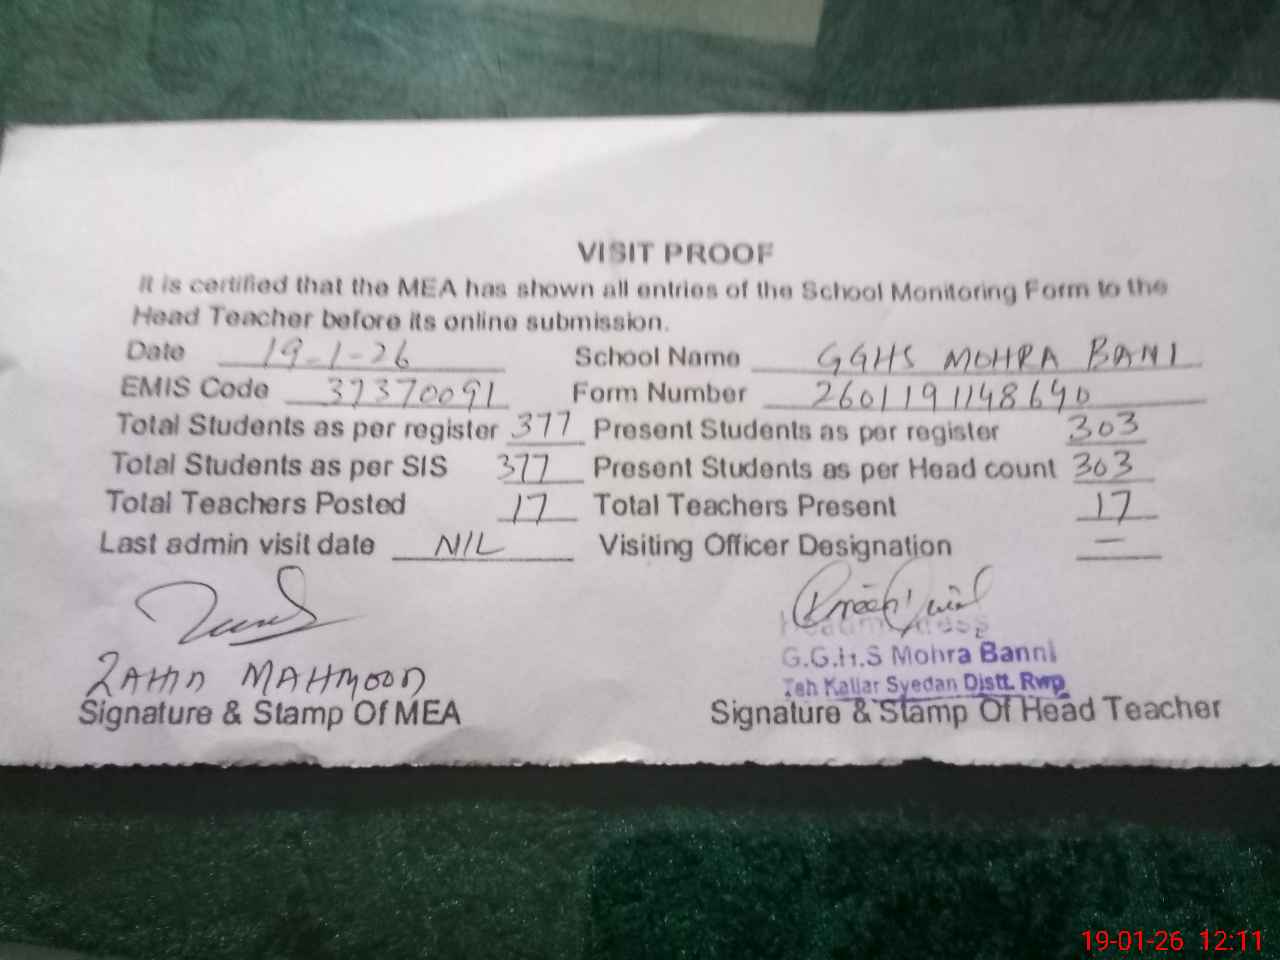 VISIT PROOF
It is certified that the MEA has shown all entries of the School Monitoring Form to the
Head Teacher before its online submission.
Date 19-1-26 School Name GGHS MOHRA BANI
EMIS Code 37370091 Form Number 2601191148640
Total Students as per register 377 Present Students as per register 303
Total Students as per SIS 377 Present Students as per Head count 303
Total Teachers Posted 17 Total Teachers Present 17
Last admin visit date NIL Visiting Officer Designation —
Headmistress
G.G.H.S Mohra Banni
ZAHID MAHMOOD Teh Kallar Syedan Distt. Rwp
Signature & Stamp Of MEA Signature & Stamp Of Head Teacher
19-01-26 12:11